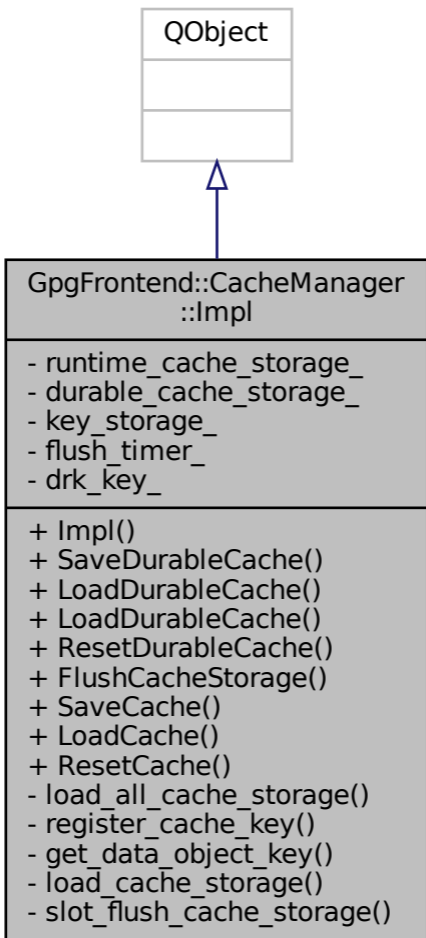 QObject
GpgFrontend::CacheManager
::Impl
- runtime_cache_storage_
- durable_cache_storage_
- key_storage_
- flush_timer_
- drk_key_
+ Impl()
+ SaveDurableCache()
+ LoadDurableCache()
+ LoadDurableCache()
+ ResetDurableCache()
+ FlushCacheStorage()
+ SaveCache()
+ LoadCache()
+ ResetCache()
- load_all_cache_storage()
- register_cache_key()
- get_data_object_key()
- load_cache_storage()
- slot_flush_cache_storage()